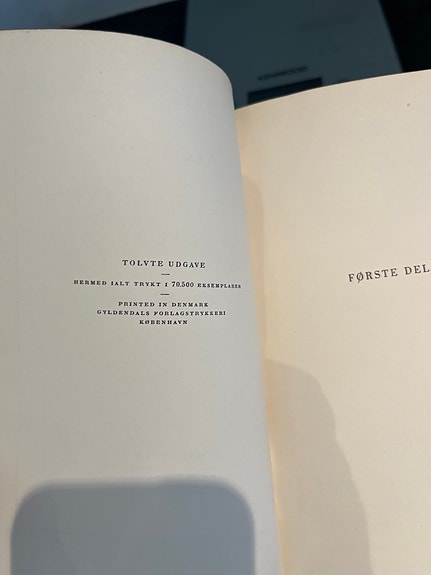 TOLVTE UDGAVE
HERMED IALT TRYKT I 70.500 EKSEMPLARER
PRINTED IN DENMARK
GYLDENDALS FORLAGSTRYKKERI
KØBENHAVN
FØRSTE DEL